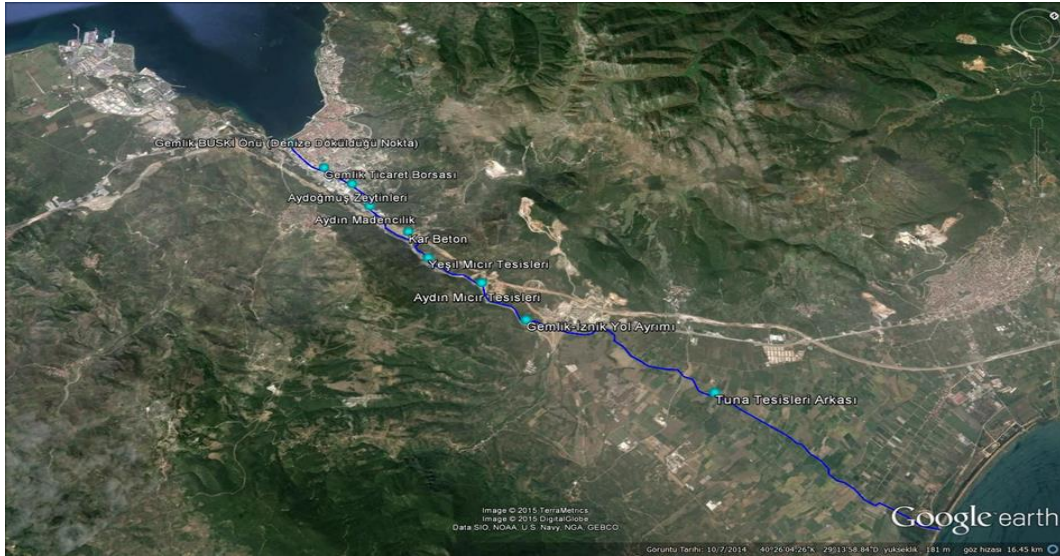 Gemlik BUSKİ Önü (Denize Döküldüğü Nokta)
Gemlik Ticaret Borsası
Aydoğmuş Zeytinleri
Aydın Madencilik
Kar Beton
Yeşil Mıcır Tesisleri
Aydın Mıcır Tesisleri
Gemlik-İznik Yol Ayrımı
Tuna Tesisleri Arkası
Image © 2015 TerraMetrics
Image © 2015 DigitalGlobe
Data SIO, NOAA, U.S. Navy, NGA, GEBCO
Google earth
Görüntü Tarihi: 10/7/2014 40°26'04.26"K 29°13'58.84"D yükseklik 181 m göz hizası 16.45 km